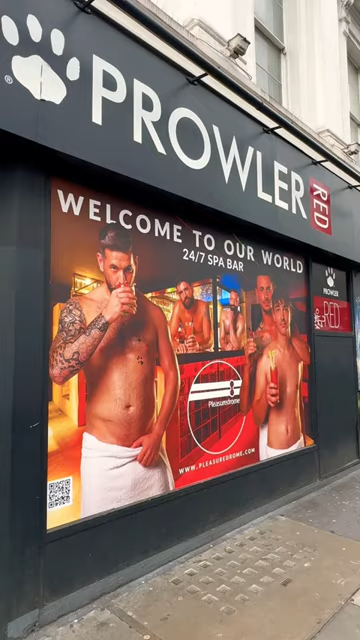 PROWLER
RED
®
WELCOME TO OUR WORLD
24/7 SPA BAR
Pleasuredrome
WWW.PLEASUREDROME.COM
PROWLER
RED